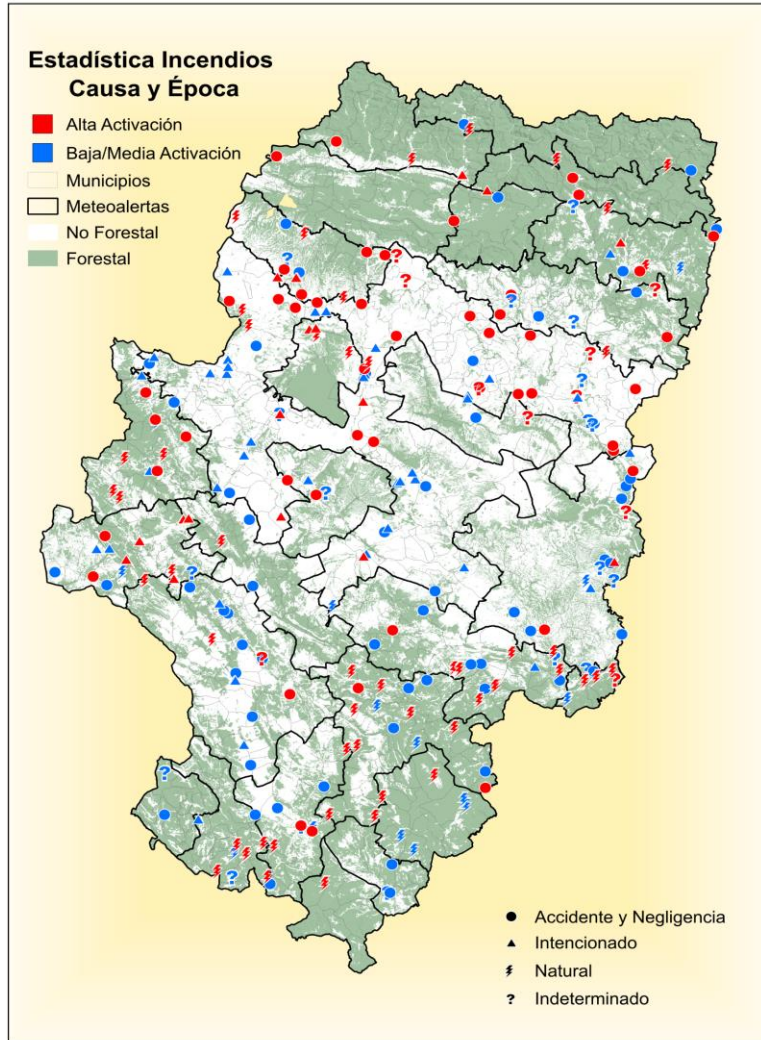 Estadística Incendios
Causa y Época
Alta Activación
Baja/Media Activación
Municipios
Meteoalertas
No Forestal
Forestal
Accidente y Negligencia
Intencionado
Natural
? Indeterminado